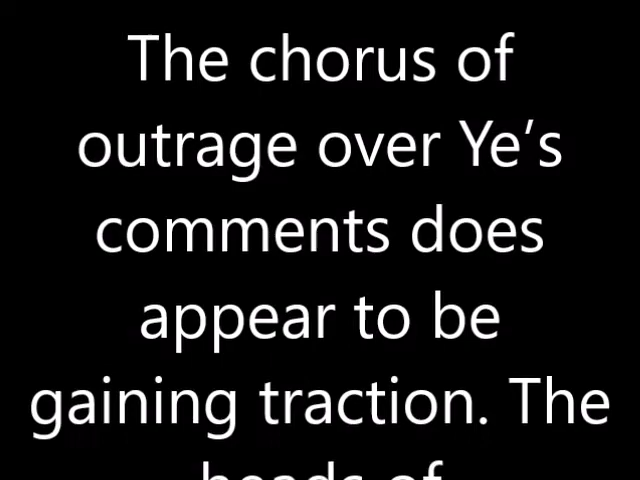 The chorus of
outrage over Ye’s
comments does
appear to be
gaining traction. The
heads of